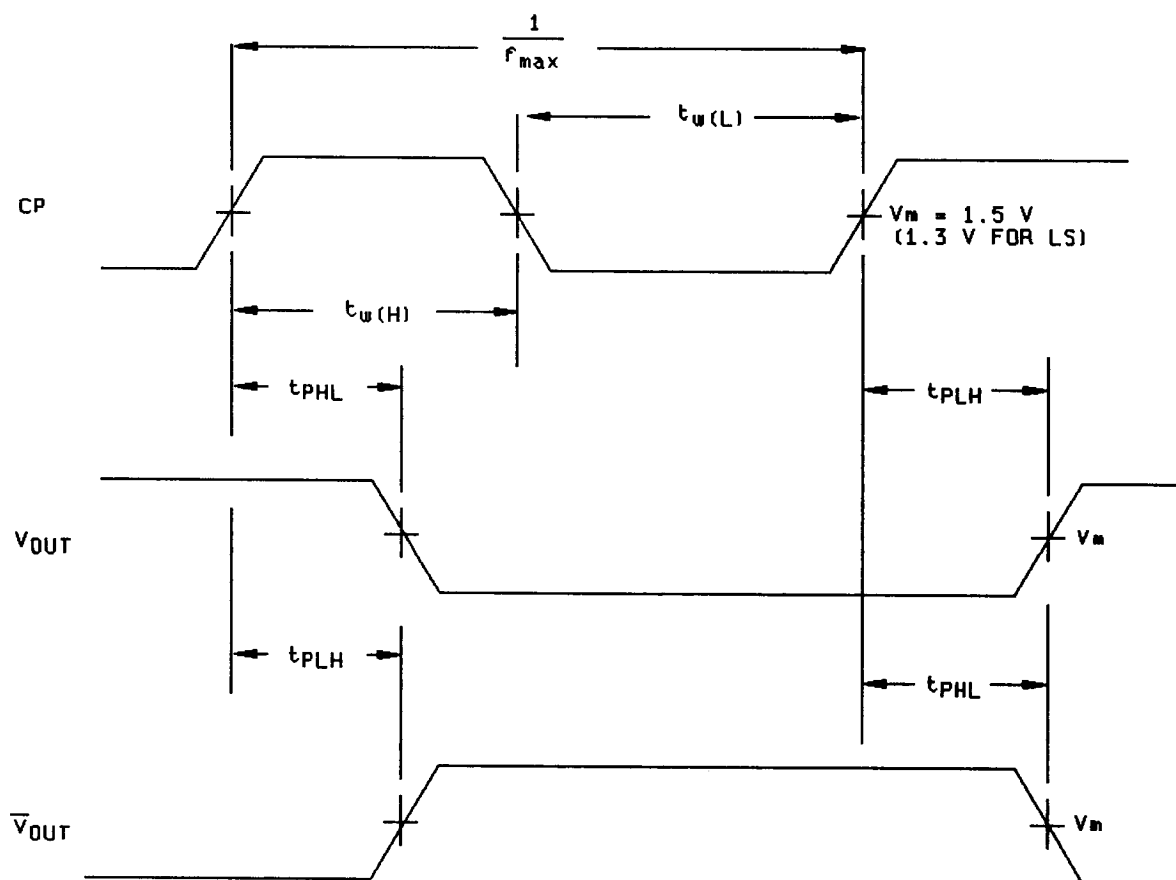 1
fmax
tw(L)
CP
Vm = 1.5 V
(1.3 V FOR LS)
tw(H)
tPHL
tPLH
VOUT
Vm
tPLH
tPHL
V̅OUT
Vm